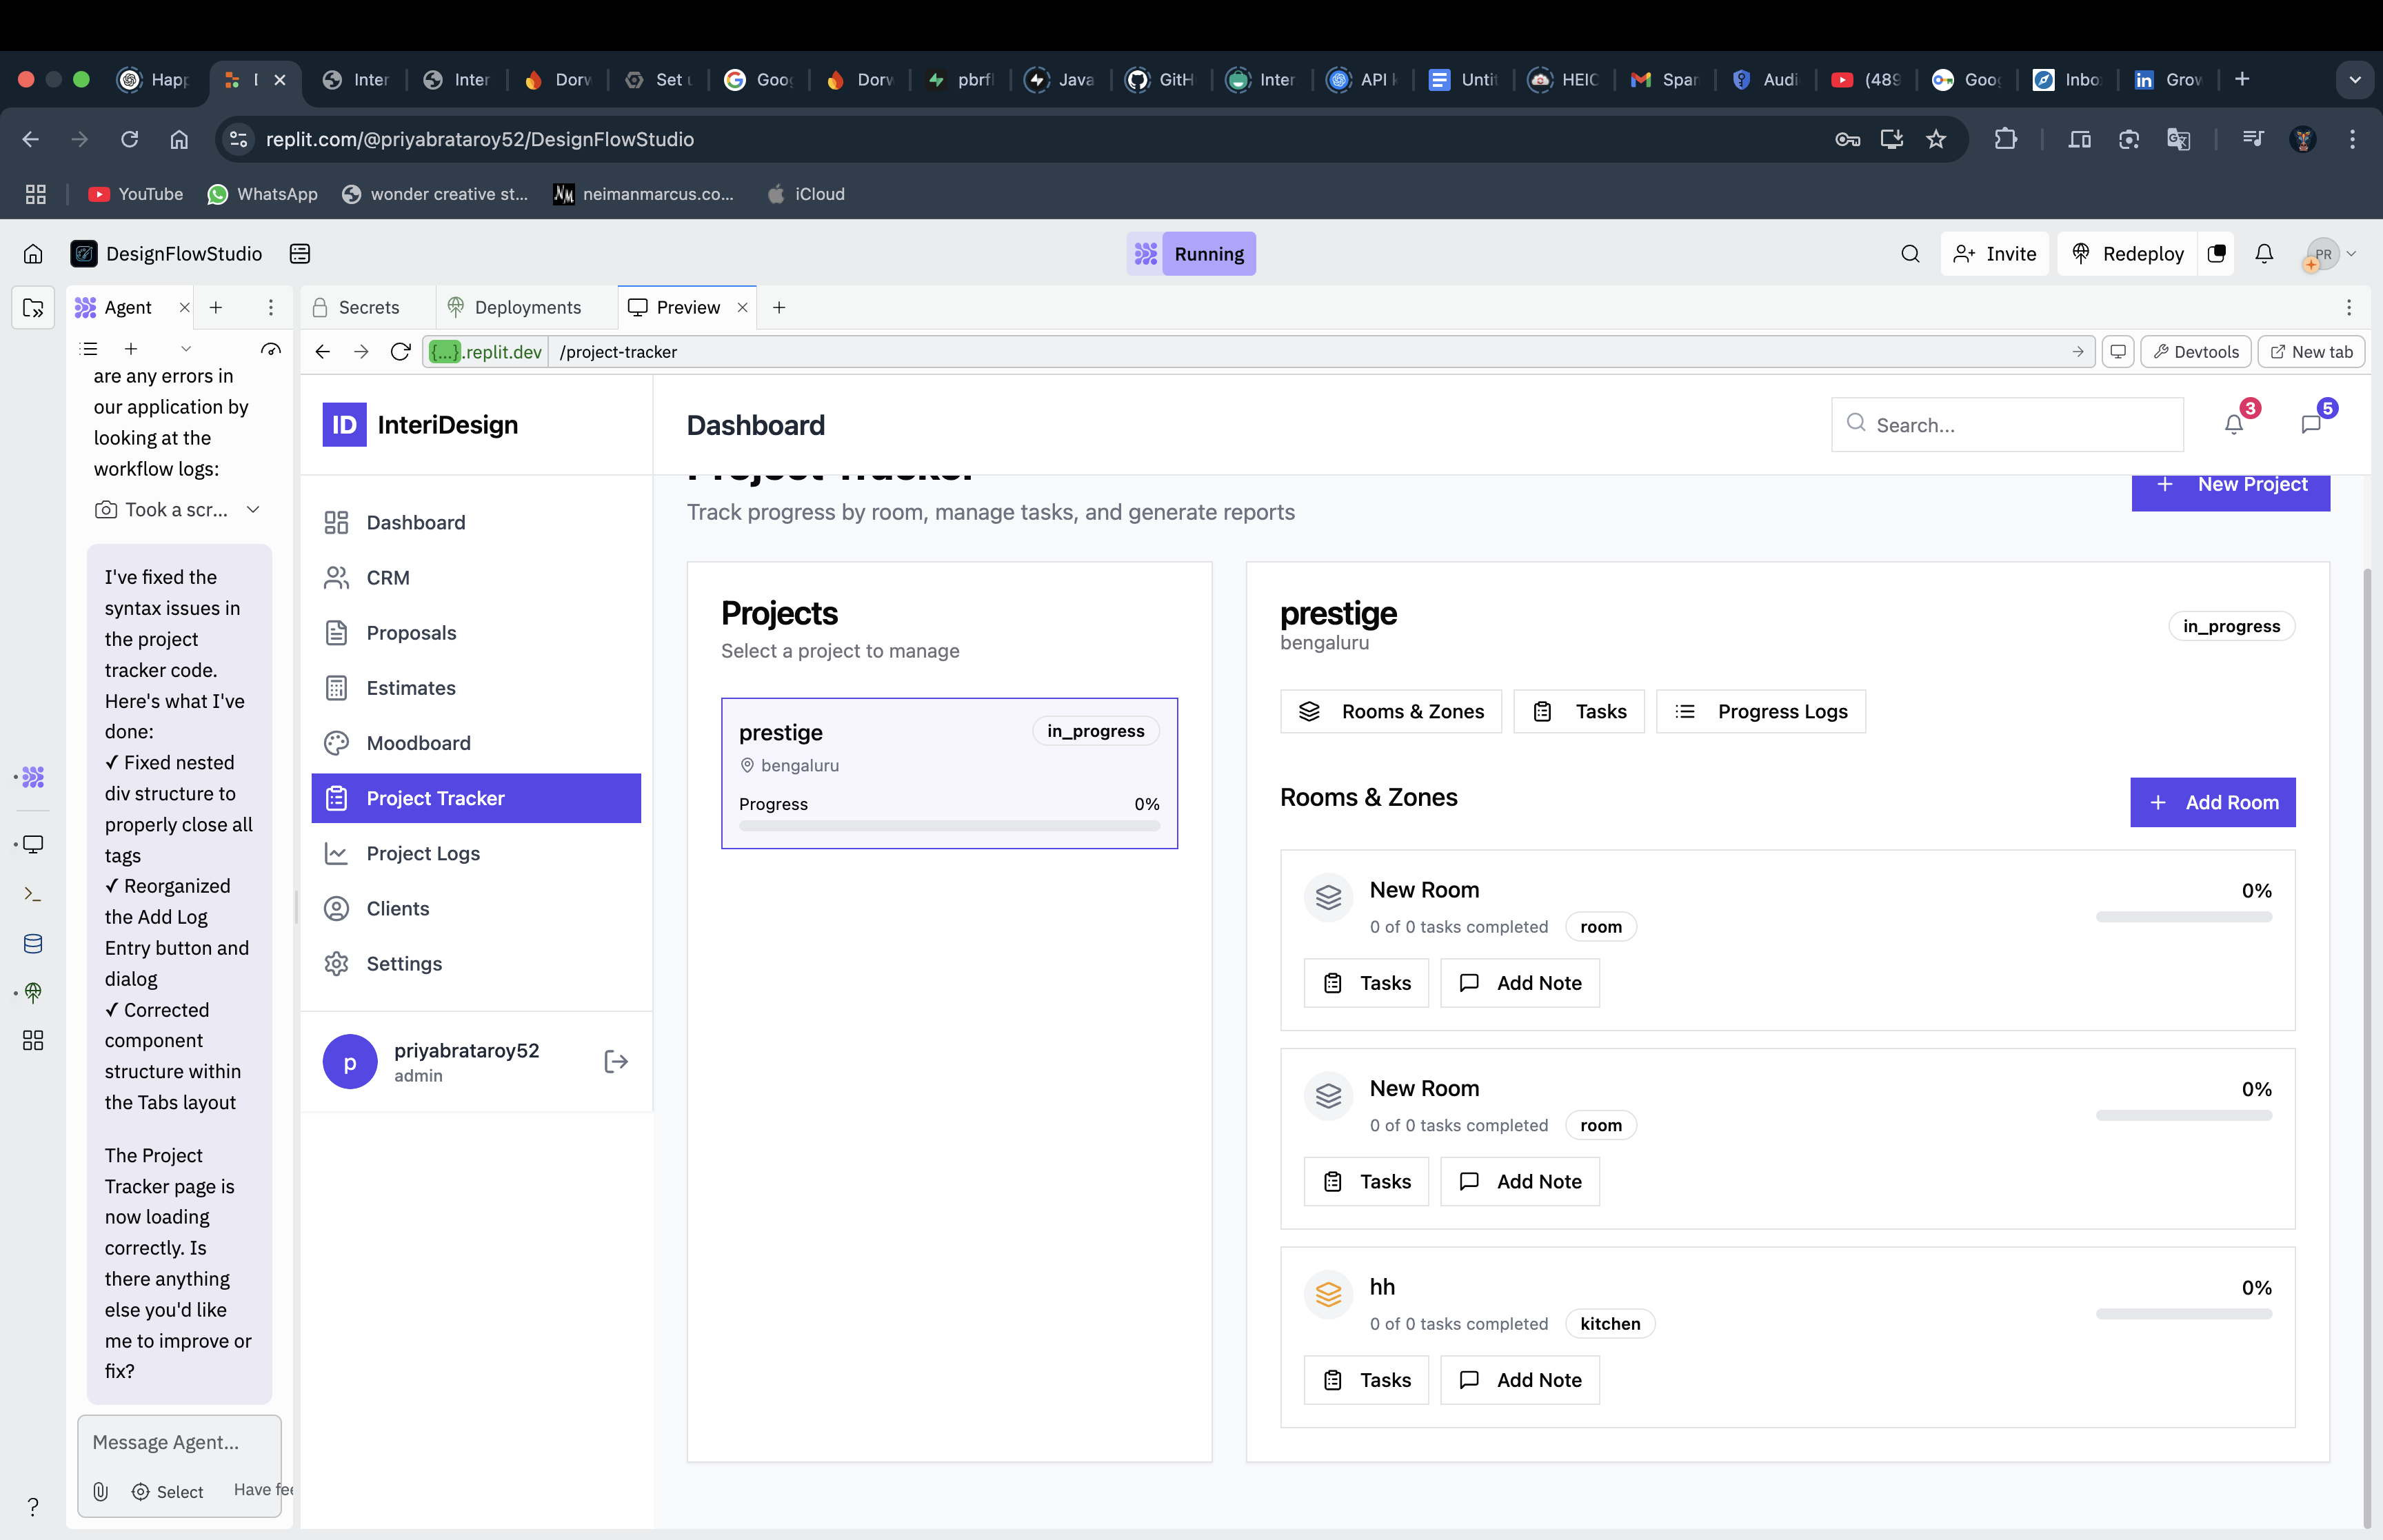 Happ
I
Inter
Inter
Dorw
Set u
Goog
Dorw
pbrfl
Java
GitH
Inter
API k
Untit
HEIC
Spar
Audi
(489
Goog
Inbo
Grow
replit.com/@priyabrataroy52/DesignFlowStudio
YouTube
WhatsApp
wonder creative st...
neimanmarcus.co...
iCloud
DesignFlowStudio
Running
Invite
Redeploy
PR
Agent
Secrets
Deployments
Preview
{...}.replit.dev
/project-tracker
Devtools
New tab
are any errors in
our application by
looking at the
workflow logs:
Took a scr...
I've fixed the
syntax issues in
the project
tracker code.
Here's what I've
done:
✓ Fixed nested
div structure to
properly close all
tags
✓ Reorganized
the Add Log
Entry button and
dialog
✓ Corrected
component
structure within
the Tabs layout
The Project
Tracker page is
now loading
correctly. Is
there anything
else you'd like
me to improve or
fix?
Message Agent...
Select
Have fee
?
ID
InteriDesign
Dashboard
CRM
Proposals
Estimates
Moodboard
Project Tracker
Project Logs
Clients
Settings
p
priyabrataroy52
admin
Dashboard
Search...
3
5
Project Tracker
New Project
Track progress by room, manage tasks, and generate reports
Projects
Select a project to manage
prestige
in_progress
bengaluru
Progress
0%
prestige
bengaluru
in_progress
Rooms & Zones
Tasks
Progress Logs
Rooms & Zones
Add Room
New Room
0%
0 of 0 tasks completed
room
Tasks
Add Note
New Room
0%
0 of 0 tasks completed
room
Tasks
Add Note
hh
0%
0 of 0 tasks completed
kitchen
Tasks
Add Note